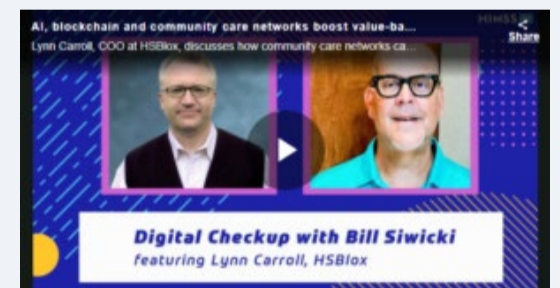 HIMSS
AI, blockchain and community care networks boost value-ba...
Share
Lynn Carroll, COO at HSBlox, discusses how community care networks ca...
Digital Checkup with Bill Siwicki
featuring Lynn Carroll, HSBlox